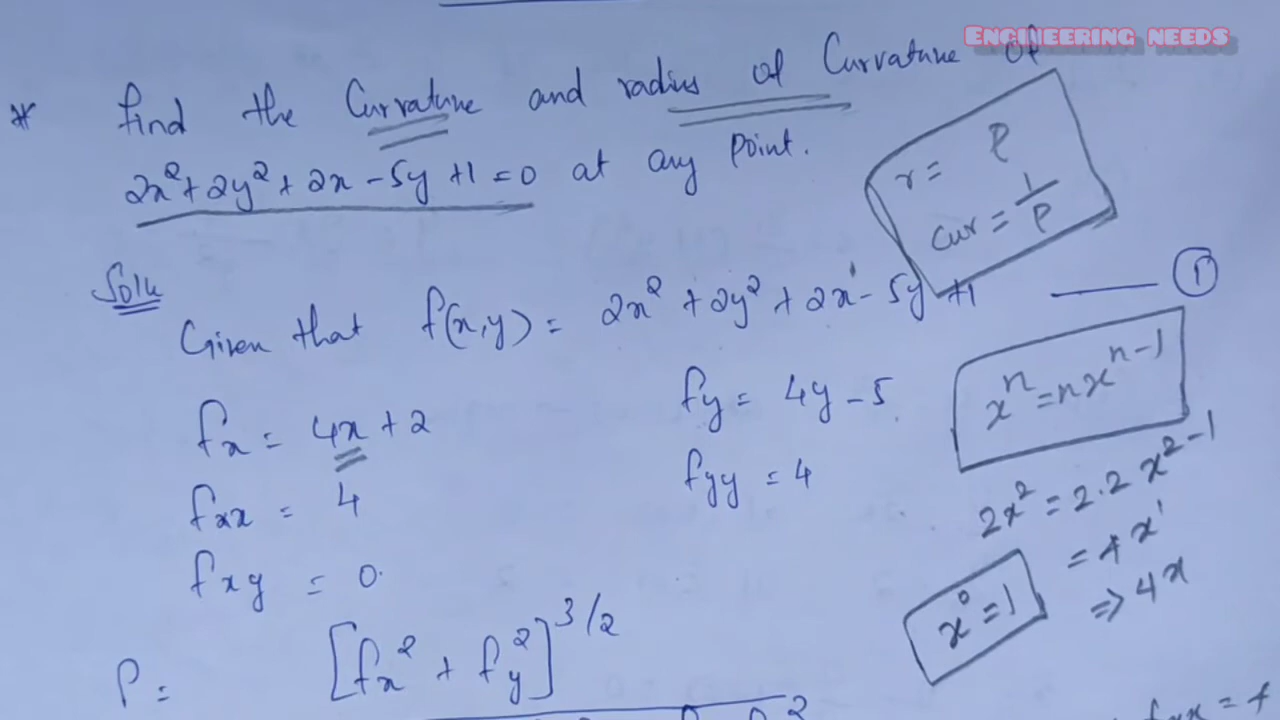 ENGINEERING NEEDS
* find the Curvature and radius of Curvature of
2x²+2y²+2x-5y+1=0 at any point.
r = ρ
cur = 1/ρ
Solu
Given that f(x,y) = 2x² + 2y² + 2x - 5y + 1 ——— ①
xⁿ = nxⁿ⁻¹
fx = 4x + 2
fy = 4y - 5
fxx = 4
fyy = 4
2x² = 2.2 x²⁻¹
= 4x¹
⇒ 4x
fxy = 0
x⁰ = 1
ρ = [fx² + fy²]^3/2